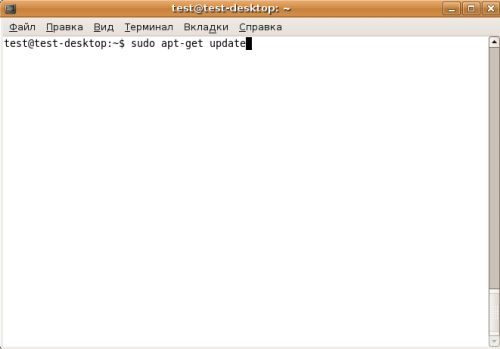 test@test-desktop: ~
Файл Правка Вид Терминал Вкладки Справка
test@test-desktop:~$ sudo apt-get update